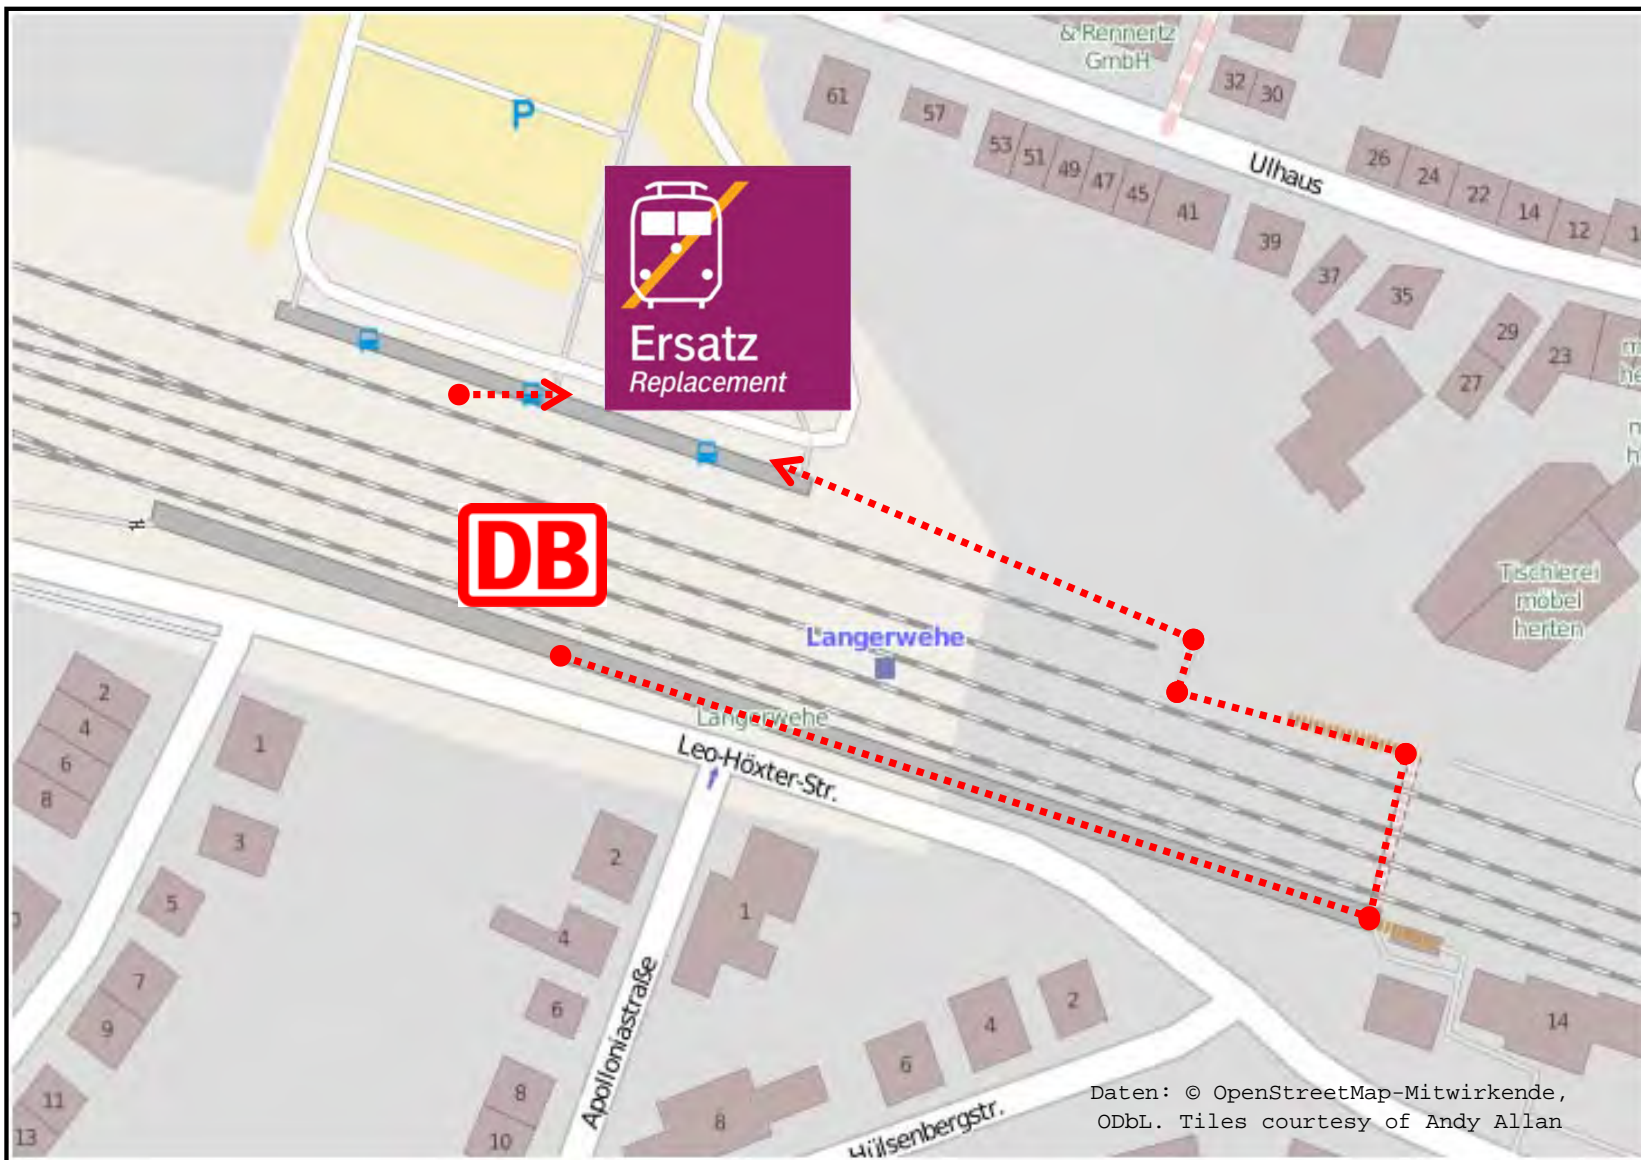 & Rennertz
GmbH
P
61
57
53
51
49
47
45
41
32
30
Ulhaus
26
24
22
14
12
39
37
35
29
27
23
Ersatz
Replacement
DB
Tischlerei
möbel
herten
Langerwehe
Langerwehe
Leo-Höxter-Str.
2
4
6
8
1
3
5
7
9
11
13
2
4
6
8
10
1
Apolloniastraße
2
4
6
8
14
Hülsenbergstr.
Daten: © OpenStreetMap-Mitwirkende,
ODbL. Tiles courtesy of Andy Allan